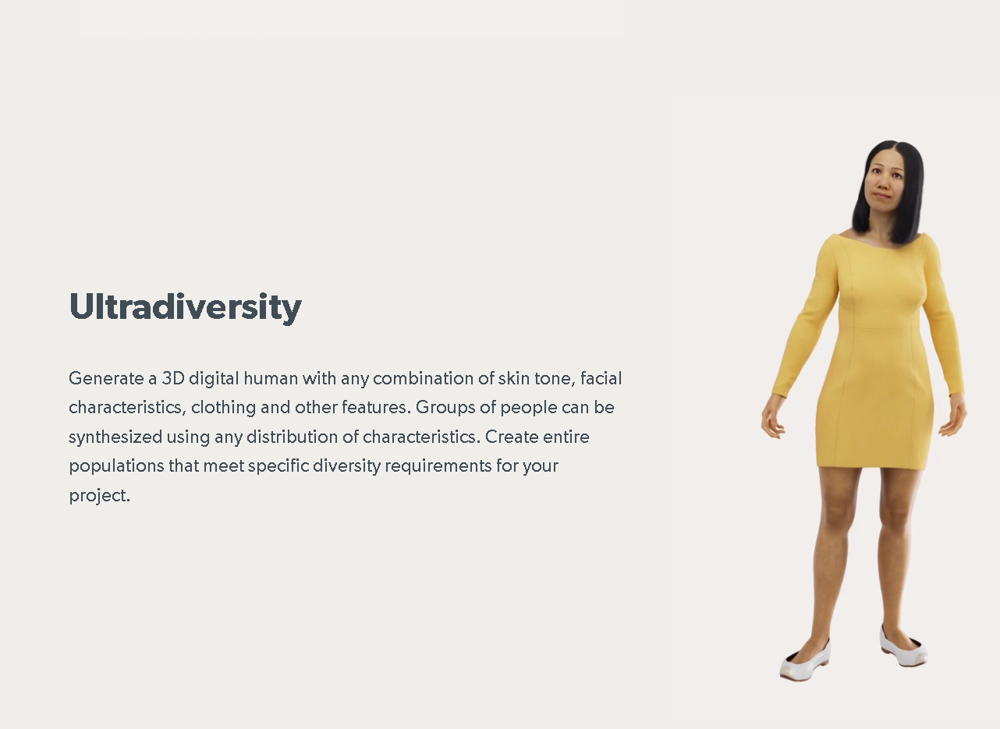 Ultradiversity
Generate a 3D digital human with any combination of skin tone, facial
characteristics, clothing and other features. Groups of people can be
synthesized using any distribution of characteristics. Create entire
populations that meet specific diversity requirements for your
project.